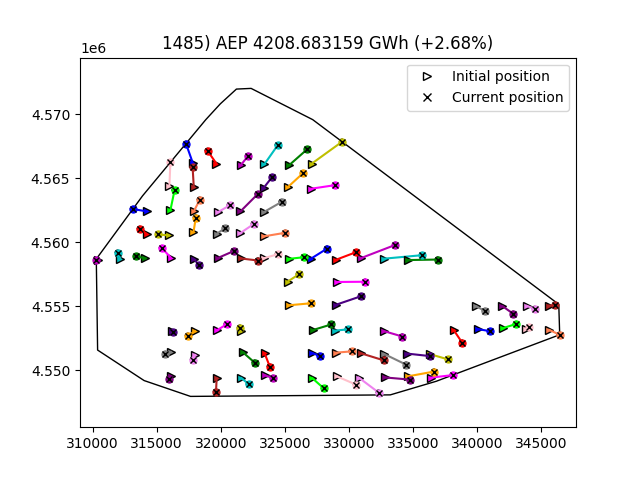 1485) AEP 4208.683159 GWh (+2.68%)
1e6
Initial position
Current position
4.570
4.565
4.560
4.555
4.550
310000 315000 320000 325000 330000 335000 340000 345000